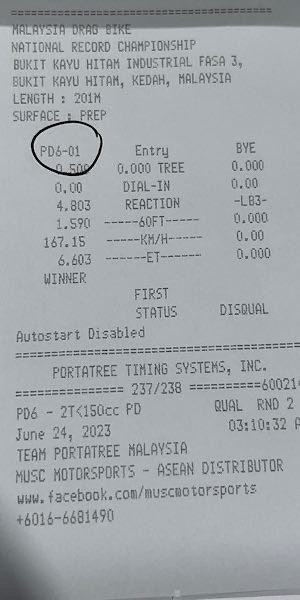 MALAYSIA DRAG BIKE
NATIONAL RECORD CHAMPIONSHIP
BUKIT KAYU HITAM INDUSTRIAL FASA 3,
BUKIT KAYU HITAM, KEDAH, MALAYSIA
LENGTH : 201M
SURFACE : PREP
PD6-01 Entry BYE
0.500 0.000 TREE 0.000
0.00 DIAL-IN 0.00
4.803 REACTION -LB3-
1.590 -----60FT----- 0.000
167.15 -----KM/H----- 0.00
6.603 ------ET----- 0.000
WINNER
FIRST
STATUS DISQUAL
Autostart Disabled
PORTATREE TIMING SYSTEMS, INC.
=============== 237/238 ==========60021
PD6 - 2T<150cc PD QUAL RND 2
June 24, 2023 03:10:32 A
TEAM PORTATREE MALAYSIA
MUSC MOTORSPORTS - ASEAN DISTRIBUTOR
www.facebook.com/muscmotorsports
+6016-6681490